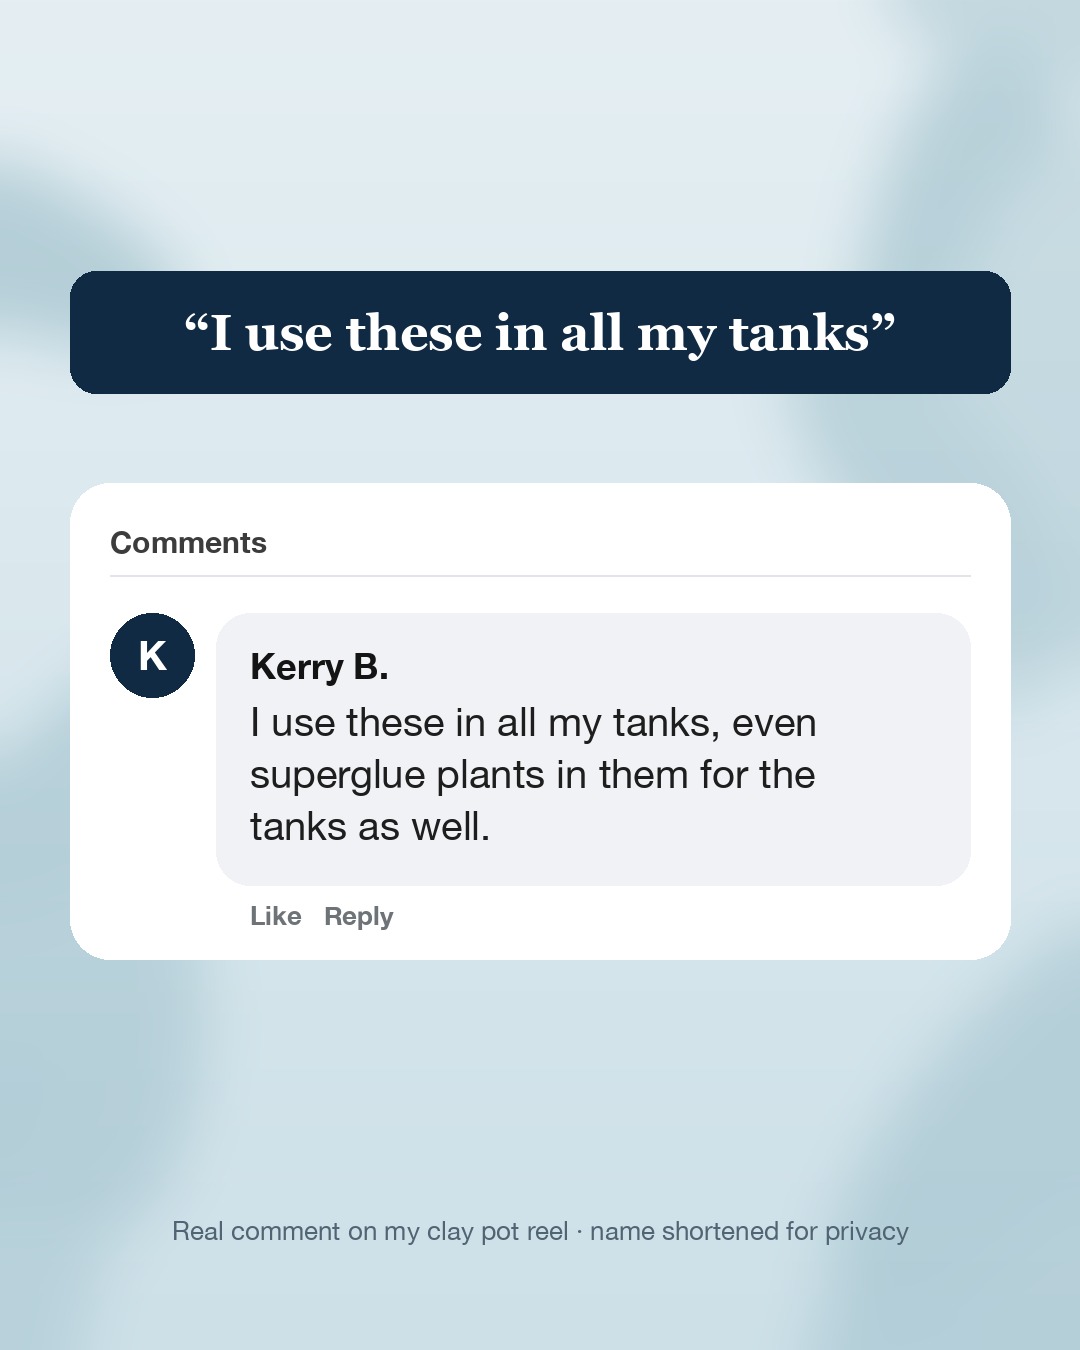 “I use these in all my tanks”
Comments
K
Kerry B.
I use these in all my tanks, even
superglue plants in them for the
tanks as well.
Like Reply
Real comment on my clay pot reel · name shortened for privacy